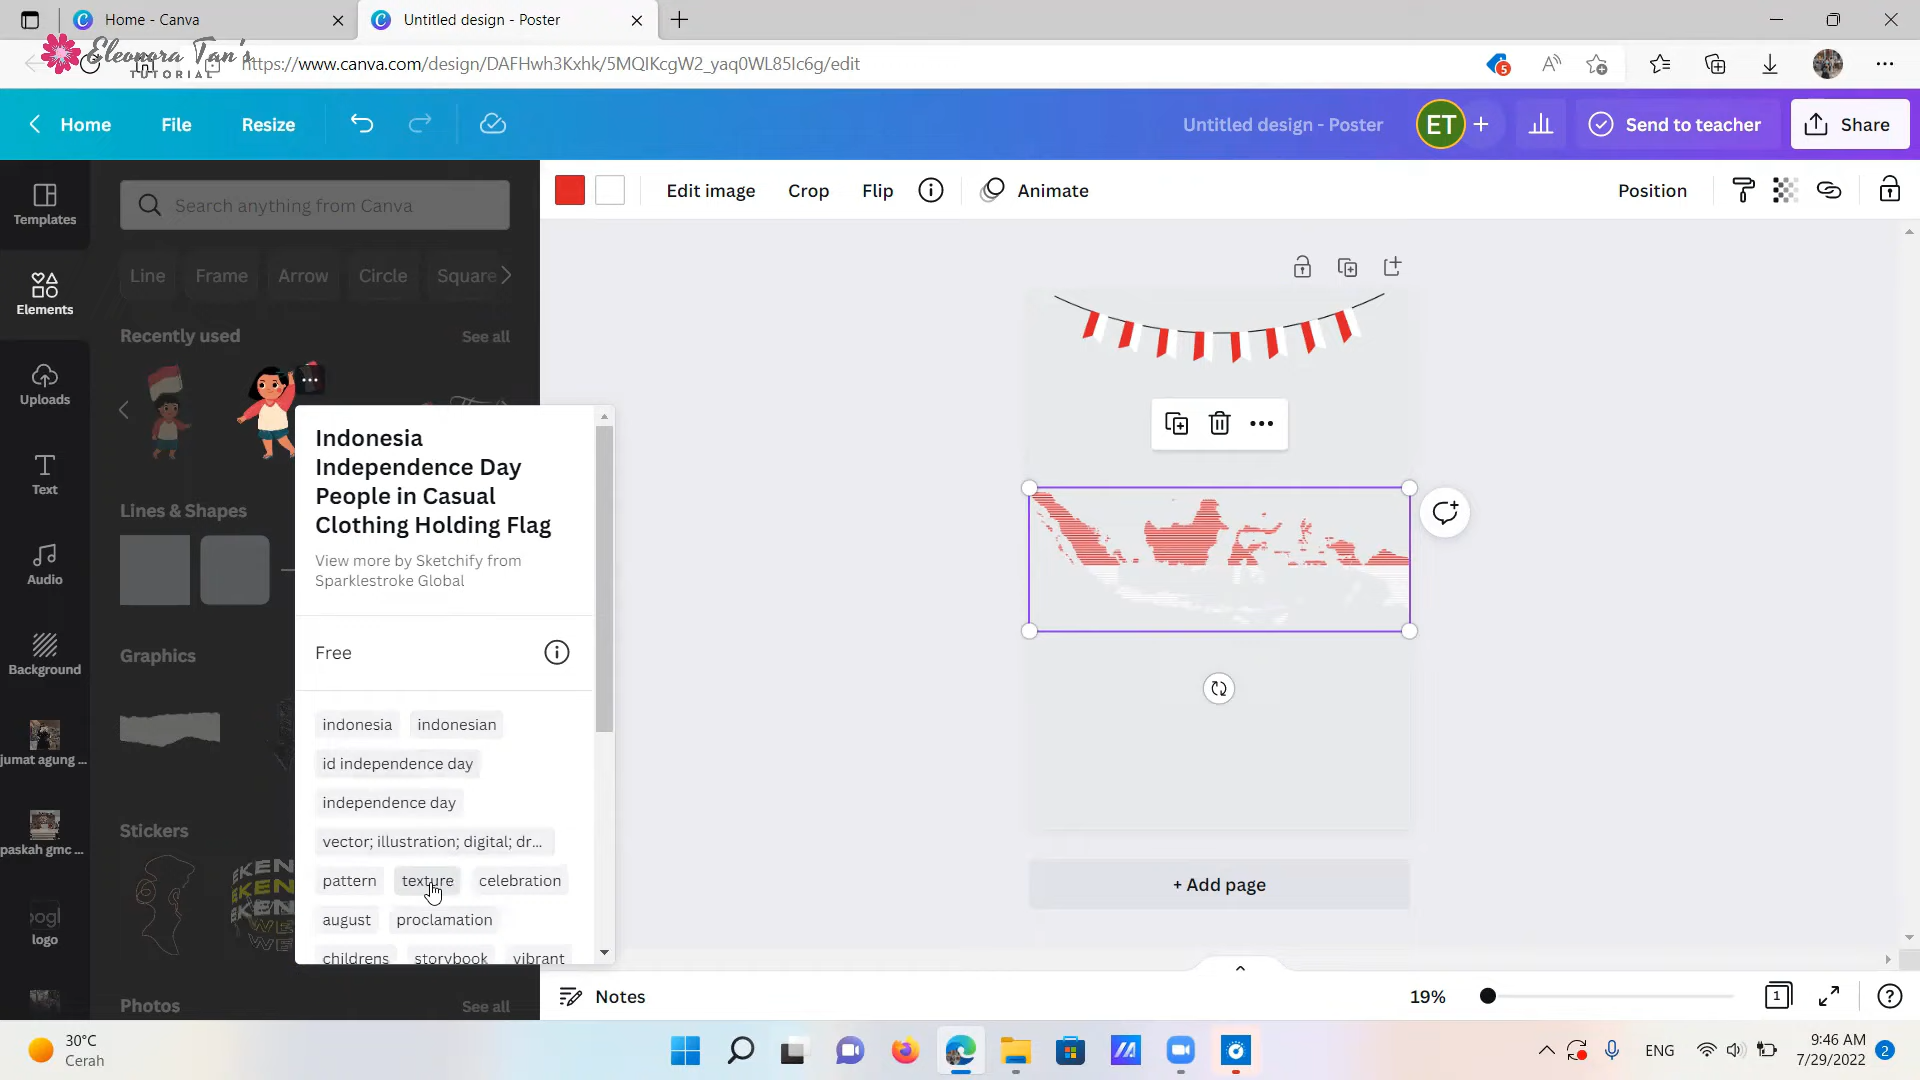 Home - Canva
Untitled design - Poster
Eleonora Tan's
TUTORIAL
https://www.canva.com/design/DAFHwh3Kxhk/5MQIKcgW2_yaq0WL85Ic6g/edit
5
Home
File
Resize
Untitled design - Poster
ET
Send to teacher
Share
Templates
Elements
Uploads
Text
Audio
Background
jumat agung ...
paskah gmc ...
logo
Search anything from Canva
Line
Frame
Arrow
Circle
Square
Recently used
See all
Lines & Shapes
Graphics
Stickers
Photos
See all
Indonesia
Independence Day
People in Casual
Clothing Holding Flag
View more by Sketchify from
Sparklestroke Global
Free
indonesia
indonesian
id independence day
independence day
vector; illustration; digital; dr...
pattern
texture
celebration
august
proclamation
childrens
storybook
vibrant
Edit image
Crop
Flip
Animate
Position
+ Add page
Notes
19%
1
30°C
Cerah
ENG
9:46 AM
7/29/2022
2